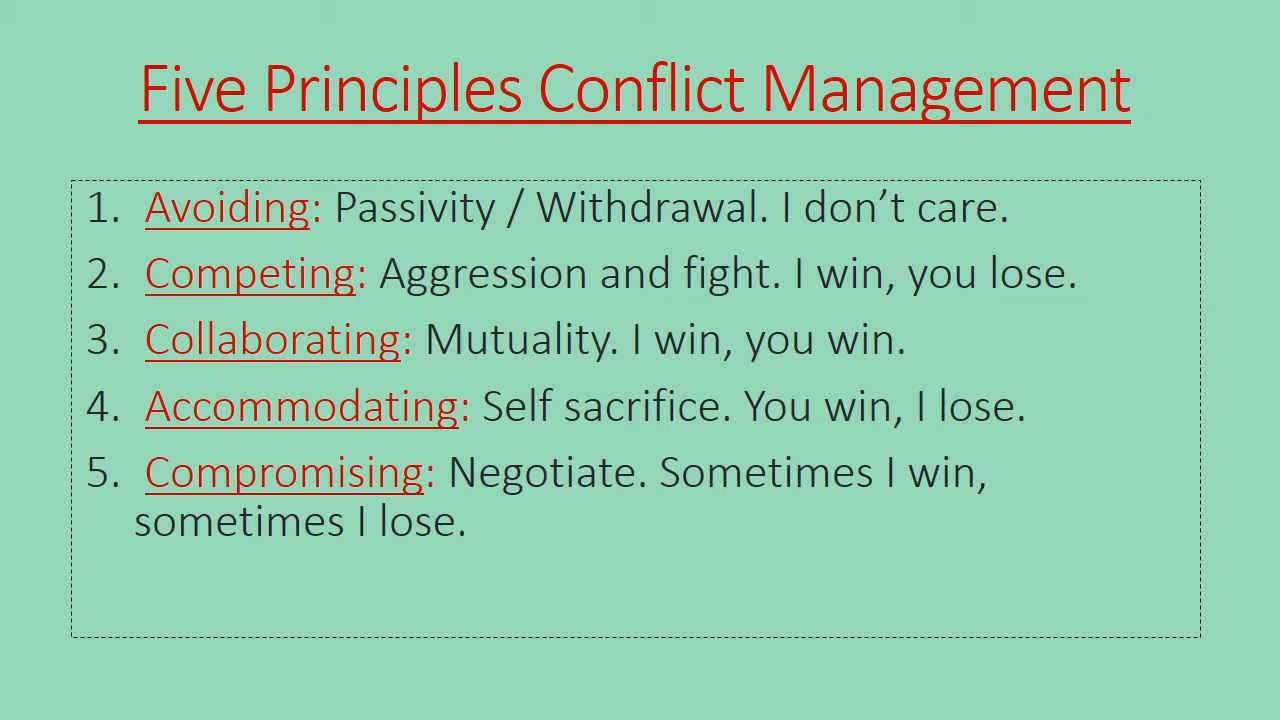 Five Principles Conflict Management
1. Avoiding: Passivity / Withdrawal. I don’t care.
2. Competing: Aggression and fight. I win, you lose.
3. Collaborating: Mutuality. I win, you win.
4. Accommodating: Self sacrifice. You win, I lose.
5. Compromising: Negotiate. Sometimes I win,
sometimes I lose.